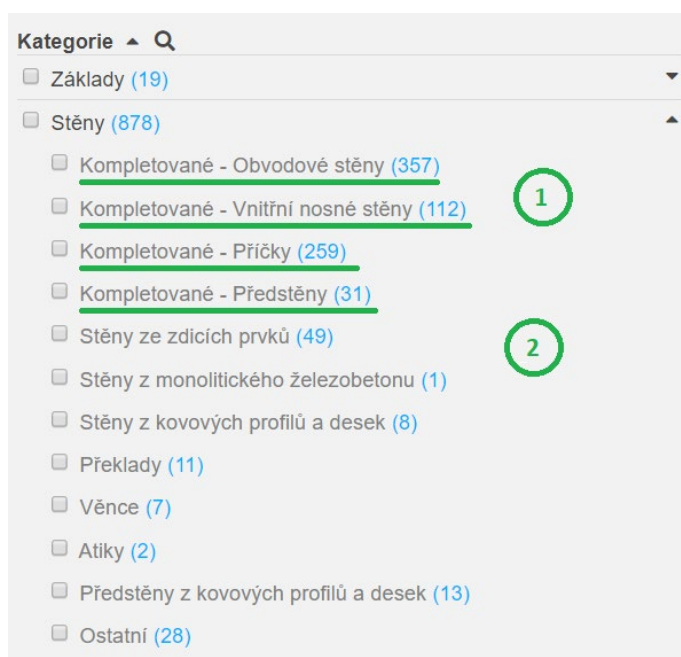 Kategorie
Základy (19)
Stěny (878)
Kompletované - Obvodové stěny (357)
1
Kompletované - Vnitřní nosné stěny (112)
Kompletované - Příčky (259)
Kompletované - Předstěny (31)
Stěny ze zdicích prvků (49)
2
Stěny z monolitického železobetonu (1)
Stěny z kovových profilů a desek (8)
Překlady (11)
Věnce (7)
Atiky (2)
Předstěny z kovových profilů a desek (13)
Ostatní (28)